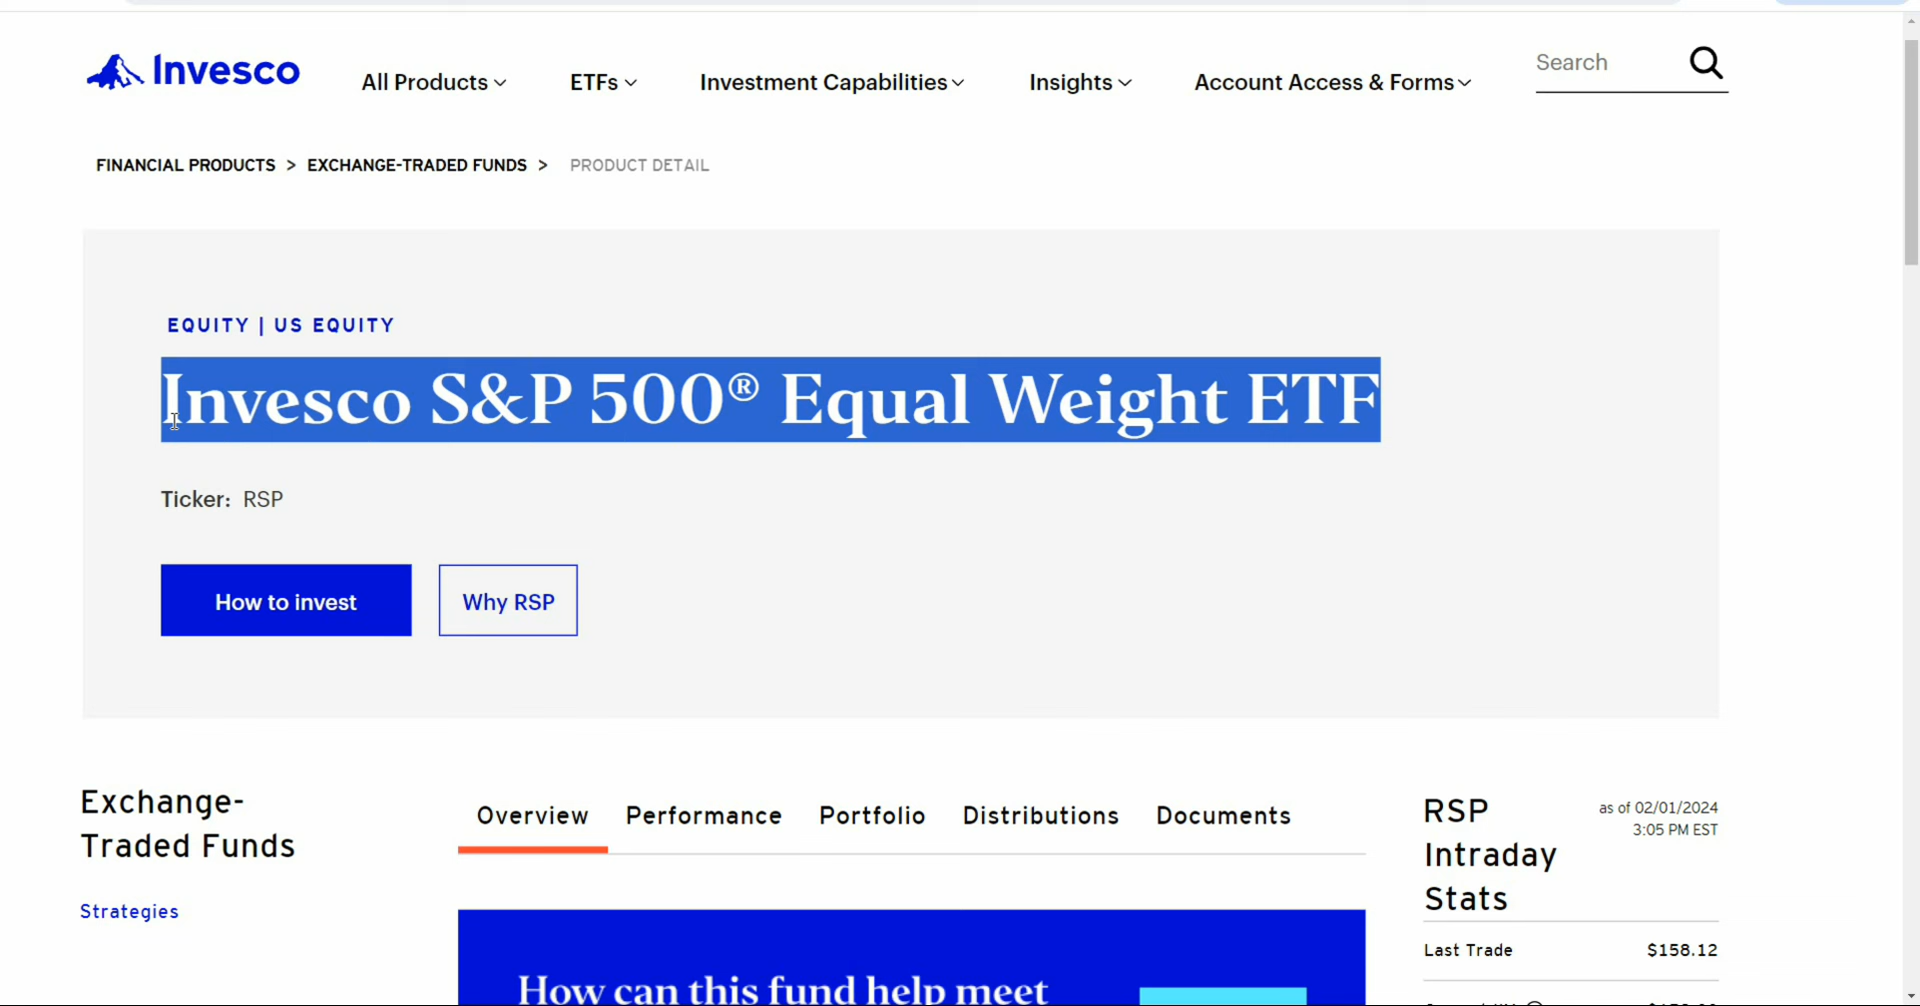 Invesco
All Products
ETFs
Investment Capabilities
Insights
Account Access & Forms
Search
FINANCIAL PRODUCTS > EXCHANGE-TRADED FUNDS > PRODUCT DETAIL
EQUITY | US EQUITY
Invesco S&P 500® Equal Weight ETF
Ticker: RSP
How to invest
Why RSP
Exchange-
Traded Funds
Strategies
Overview
Performance
Portfolio
Distributions
Documents
How can this fund help meet
RSP
Intraday
Stats
as of 02/01/2024
3:05 PM EST
Last Trade $158.12